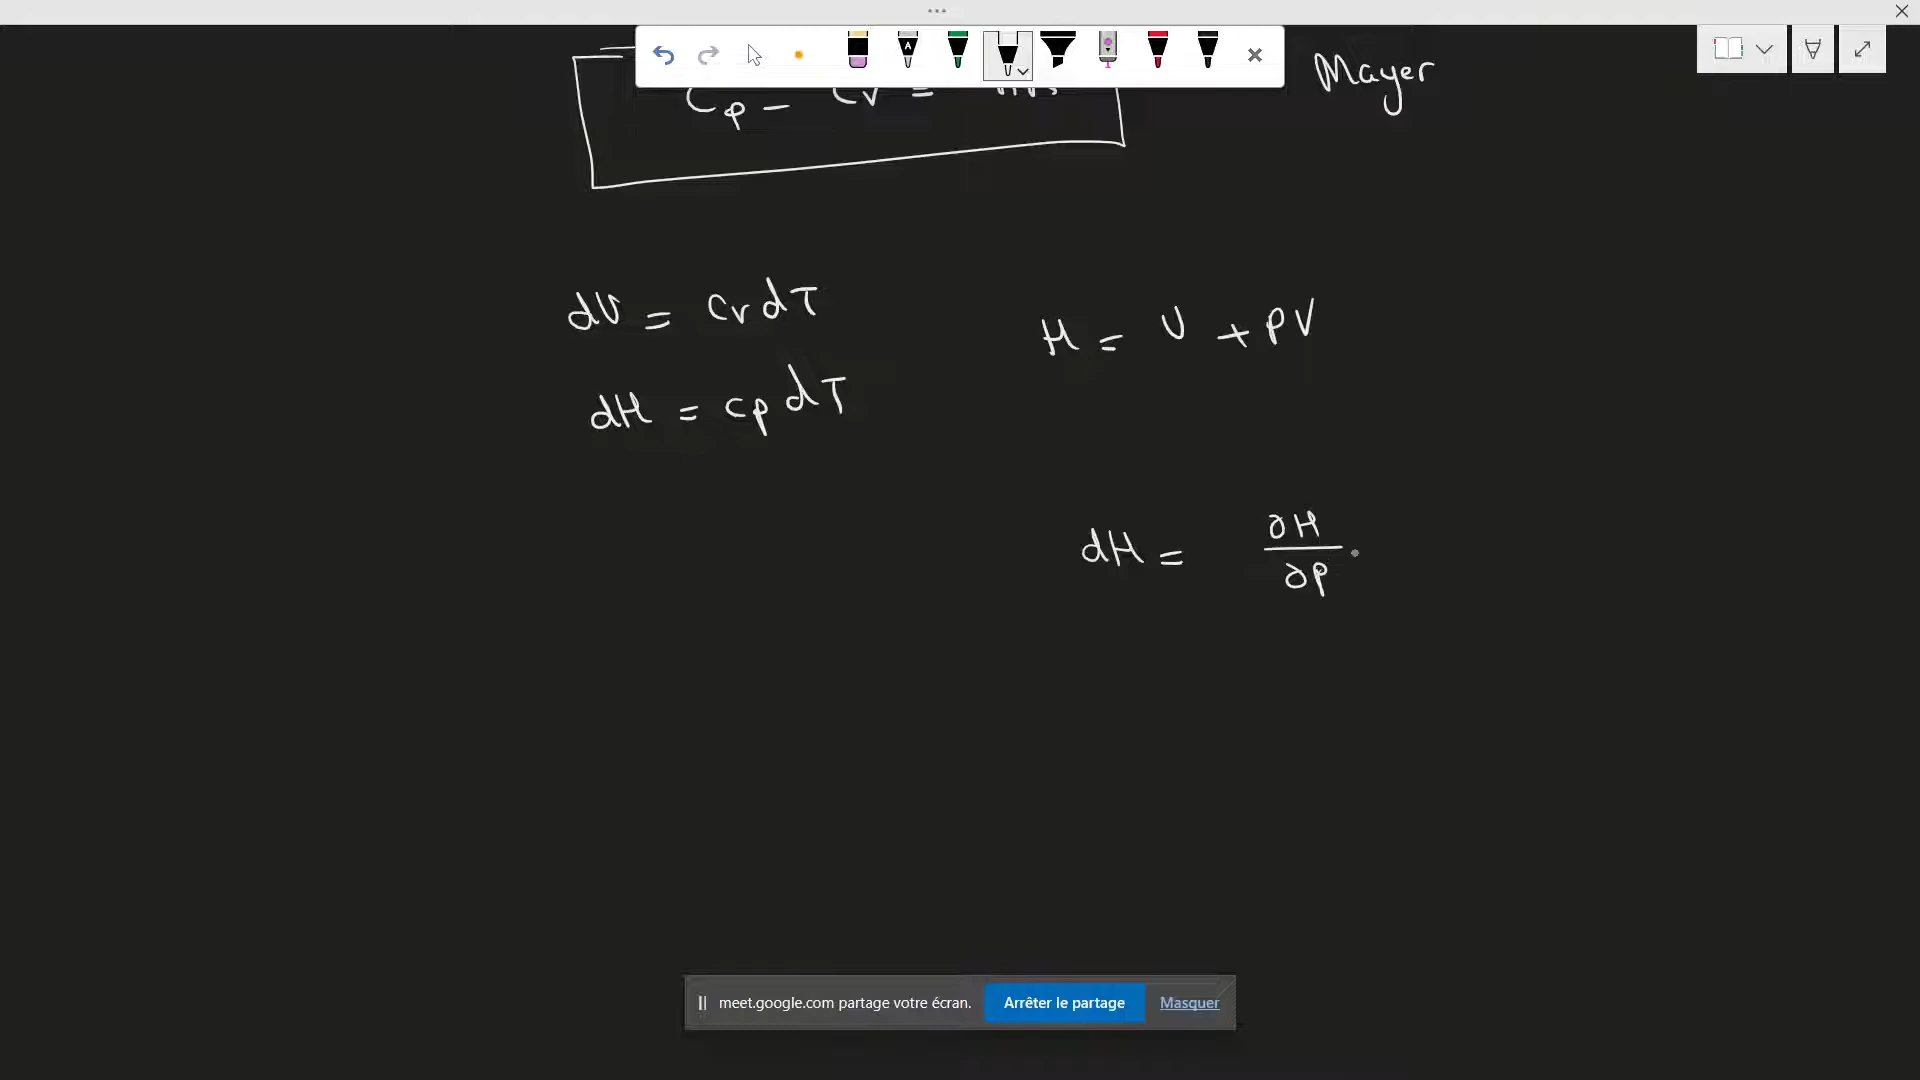 Mayer
Cp - Cv =
dU = Cv dT
H = U + PV
dH = Cp dT
dH = ∂H/∂P
meet.google.com partage votre écran. Arrêter le partage Masquer